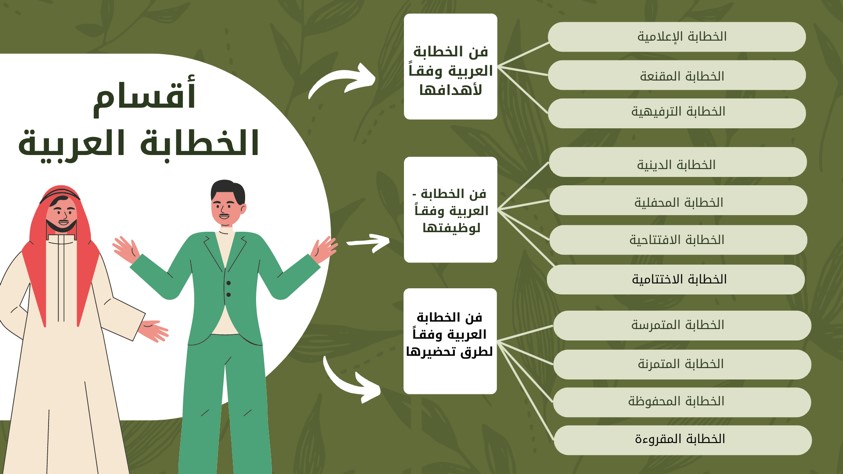 أقسام
الخطابة العربية
فن الخطابة
العربية وفقاً
لأهدافها
الخطابة الإعلامية
الخطابة المقنعة
الخطابة الترفيهية
فن الخطابة -
العربية وفقاً
لوظيفتها
الخطابة الدينية
الخطابة المحفلية
الخطابة الافتتاحية
الخطابة الاختتامية
فن الخطابة
العربية وفقاً
لطرق تحضيرها
الخطابة المتمرسة
الخطابة المتمرنة
الخطابة المحفوظة
الخطابة المقروءة